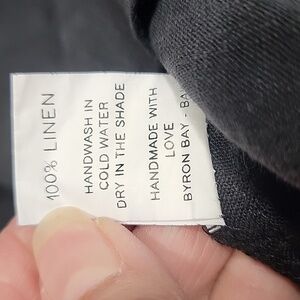 100% LINEN
HANDWASH IN
COLD WATER
DRY IN THE SHADE
HANDMADE WITH
LOVE
BYRON BAY -